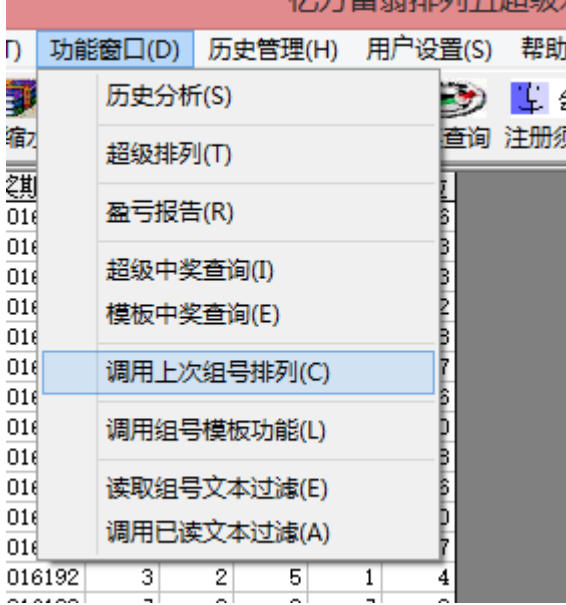 功能窗口(D) 历史管理(H) 用户设置(S) 帮助
历史分析(S)
查询 注册须
超级排列(T)
盈亏报告(R)
超级中奖查询(I)
模板中奖查询(E)
调用上次组号排列(C)
调用组号模板功能(L)
读取组号文本过滤(E)
调用已读文本过滤(A)
016192 3 2 5 1 4